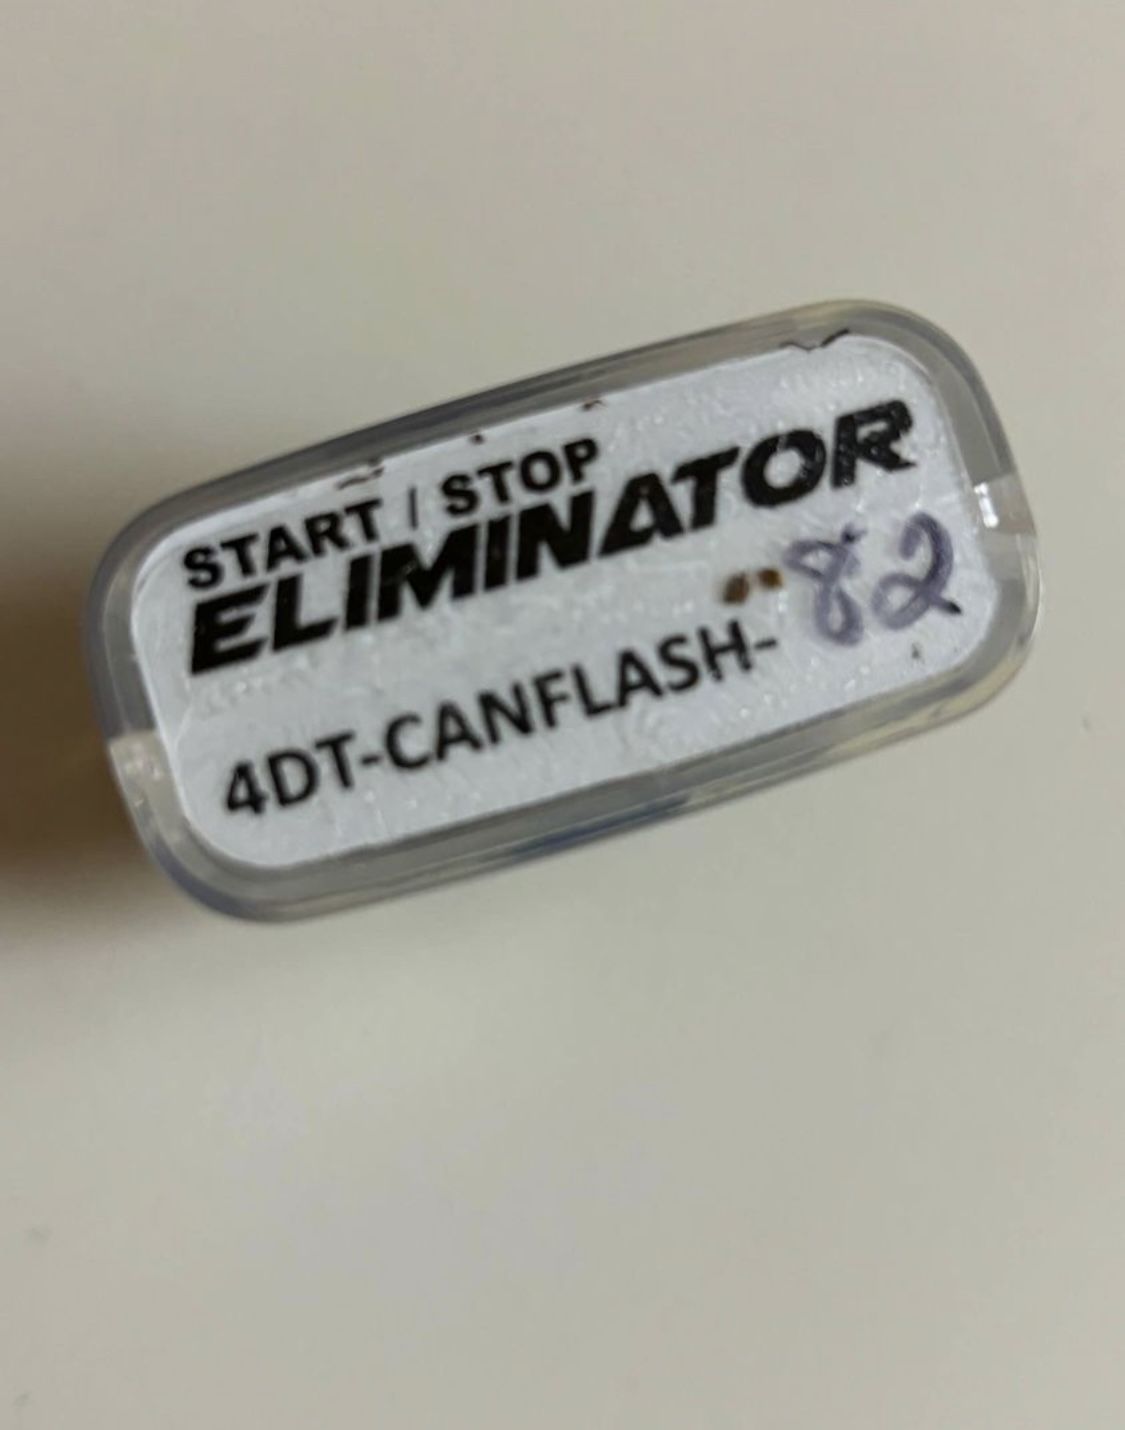 START / STOP
ELIMINATOR
4DT-CANFLASH-82